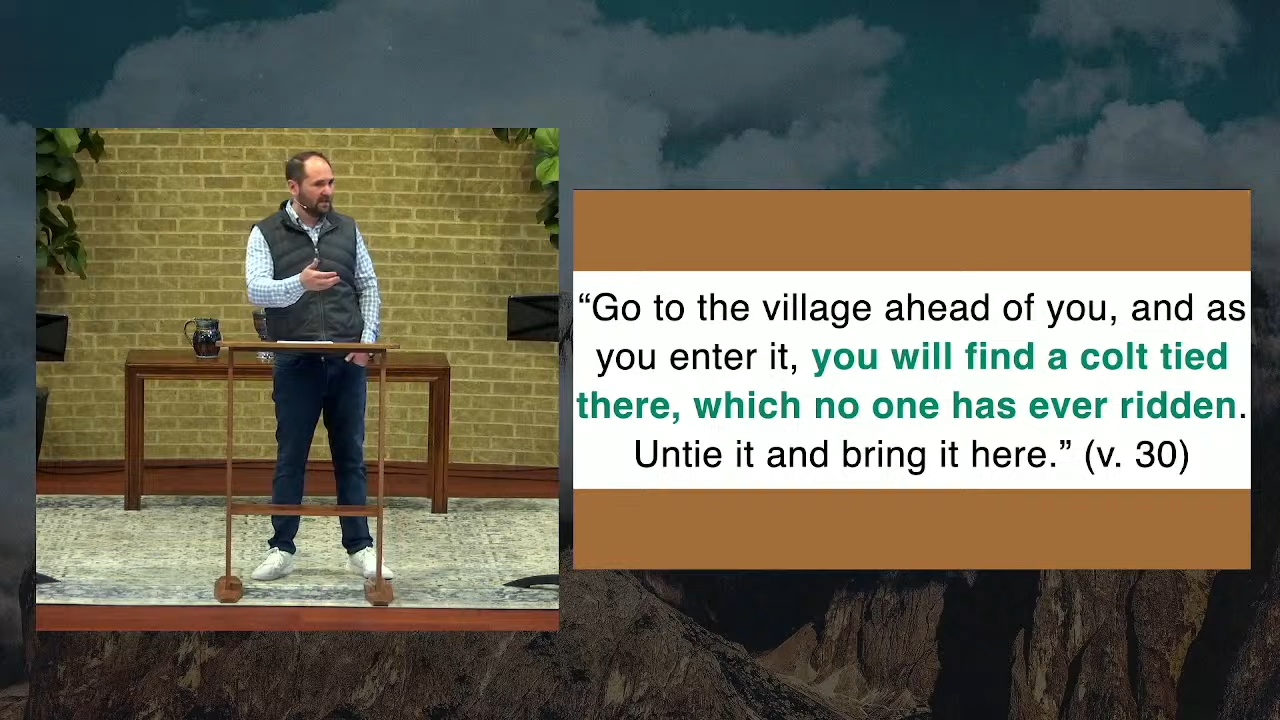 “Go to the village ahead of you, and as
you enter it, you will find a colt tied
there, which no one has ever ridden.
Untie it and bring it here.” (v. 30)